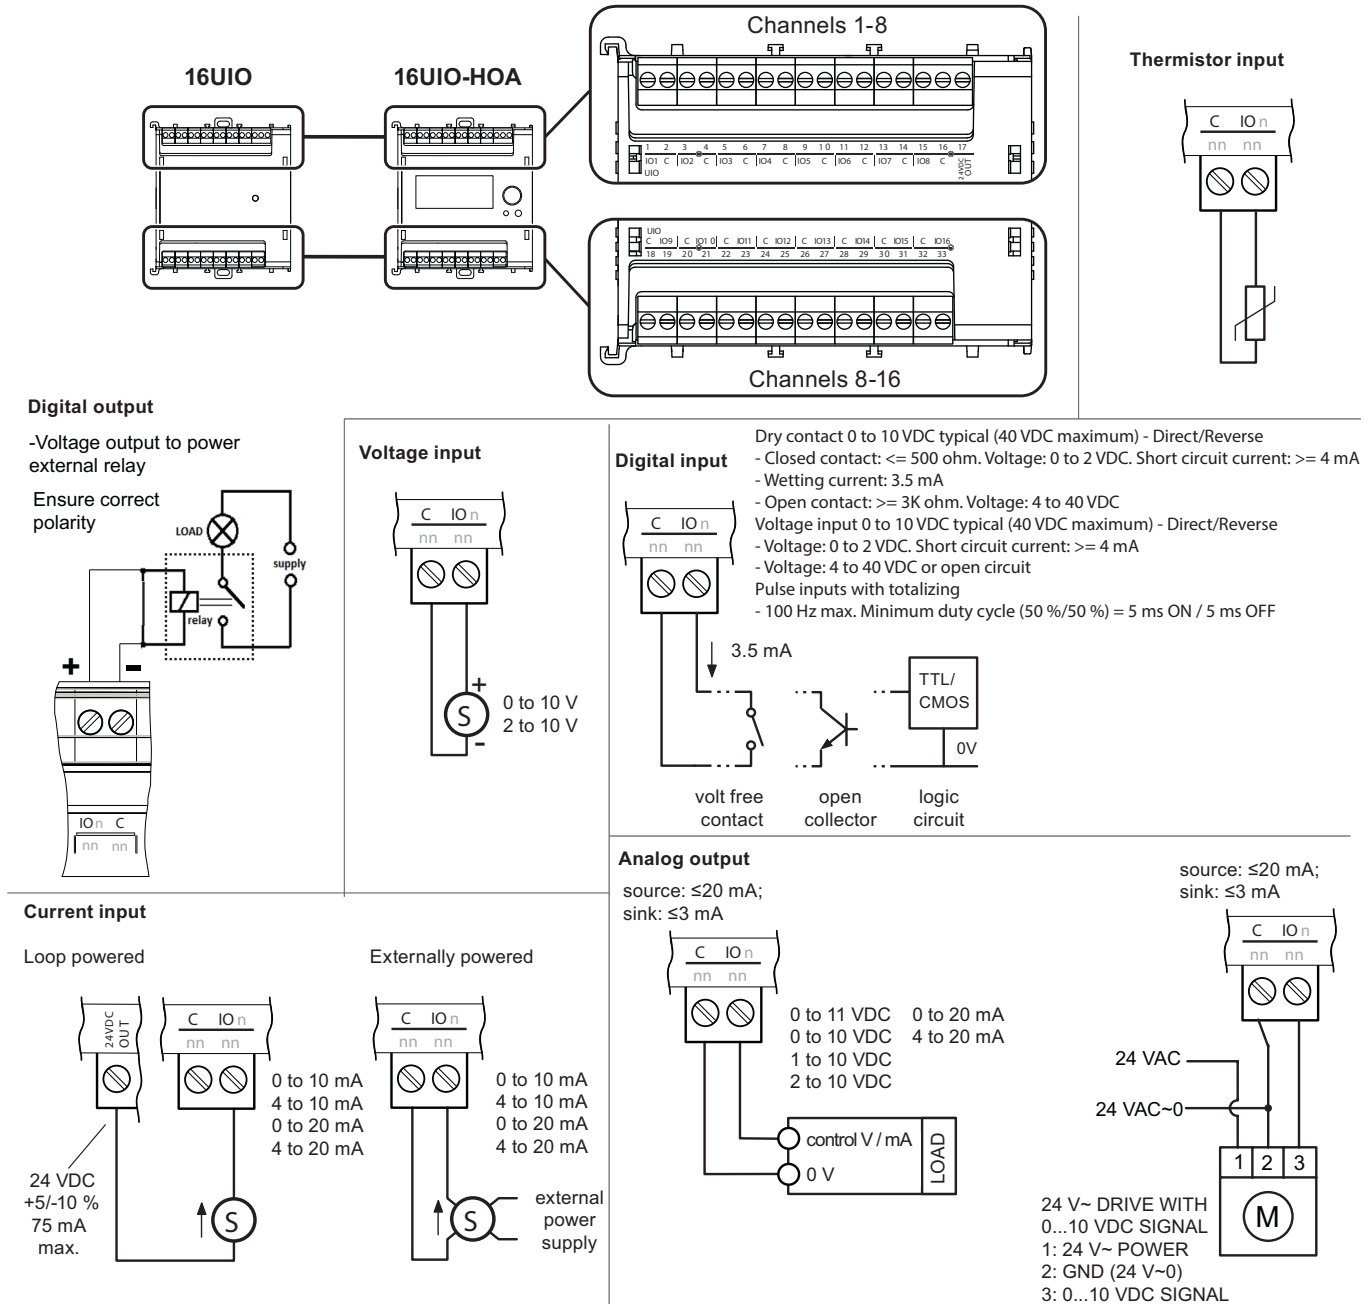 16UIO
16UIO-HOA
Channels 1-8
1 2 3 4 5 6 7 8 9 10 11 12 13 14 15 16 17
IO1 C IO2 C IO3 C IO4 C IO5 C IO6 C IO7 C IO8 C 24VDC OUT
UIO
UIO
C IO9 C IO10 C IO11 C IO12 C IO13 C IO14 C IO15 C IO16
18 19 20 21 22 23 24 25 26 27 28 29 30 31 32 33
Channels 8-16
Thermistor input
C IO n
nn nn
Digital output
-Voltage output to power
external relay
Ensure correct
polarity
LOAD
supply
relay
+ -
IO n C
nn nn
Voltage input
C IO n
nn nn
+
S
-
0 to 10 V
2 to 10 V
Digital input
Dry contact 0 to 10 VDC typical (40 VDC maximum) - Direct/Reverse
- Closed contact: <= 500 ohm. Voltage: 0 to 2 VDC. Short circuit current: >= 4 mA
- Wetting current: 3.5 mA
- Open contact: >= 3K ohm. Voltage: 4 to 40 VDC
Voltage input 0 to 10 VDC typical (40 VDC maximum) - Direct/Reverse
- Voltage: 0 to 2 VDC. Short circuit current: >= 4 mA
- Voltage: 4 to 40 VDC or open circuit
Pulse inputs with totalizing
- 100 Hz max. Minimum duty cycle (50 %/50 %) = 5 ms ON / 5 ms OFF
C IO n
nn nn
3.5 mA
TTL/
CMOS
0V
volt free
contact
open
collector
logic
circuit
Current input
Loop powered
24VDC
OUT
C IO n
nn nn
0 to 10 mA
4 to 10 mA
0 to 20 mA
4 to 20 mA
24 VDC
+5/-10 %
75 mA
max.
S
Externally powered
C IO n
nn nn
0 to 10 mA
4 to 10 mA
0 to 20 mA
4 to 20 mA
S
external
power
supply
Analog output
source: ≤20 mA;
sink: ≤3 mA
C IO n
nn nn
0 to 11 VDC 0 to 20 mA
0 to 10 VDC 4 to 20 mA
1 to 10 VDC
2 to 10 VDC
control V / mA
0 V
LOAD
source: ≤20 mA;
sink: ≤3 mA
C IO n
nn nn
24 VAC
24 VAC~0
1 2 3
M
24 V~ DRIVE WITH
0...10 VDC SIGNAL
1: 24 V~ POWER
2: GND (24 V~0)
3: 0...10 VDC SIGNAL